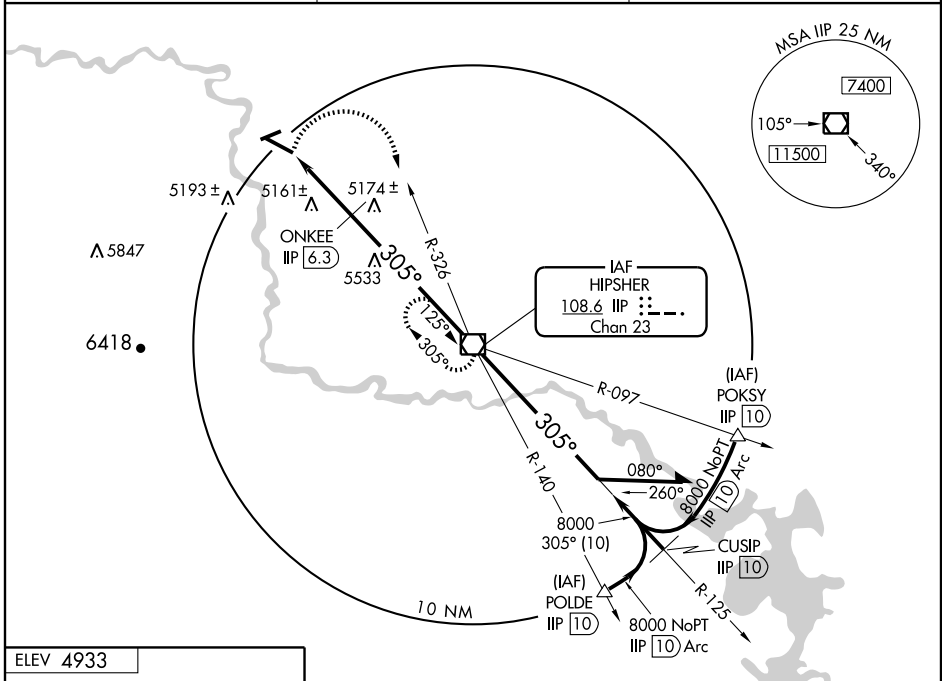 MSA IIP 25 NM
7400
105°
11500
340°
5193 ±
5161±
5174 ±
ONKEE
IIP 6.3
5847
5533
305°
R-326
IAF
HIPSHER
108.6 IIP
Chan 23
125°
305°
6418
R-097
(IAF)
POKSY
IIP 10
305°
R-140
080°
260°
8000 NoPT
IIP 10 Arc
8000
305° (10)
CUSIP
IIP 10
R-125
(IAF)
POLDE
IIP 10
8000 NoPT
IIP 10 Arc
10 NM
ELEV 4933